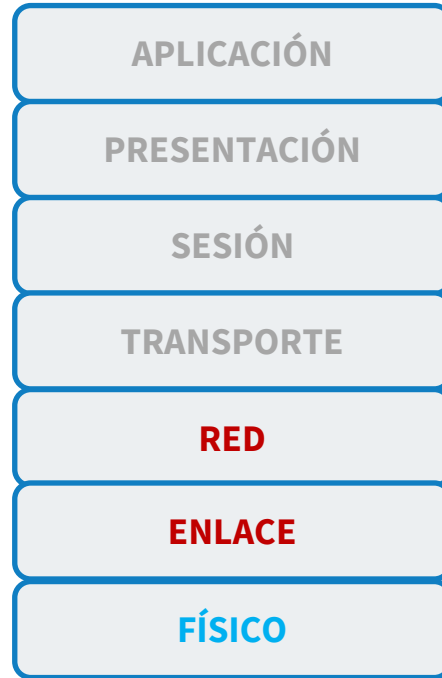 APLICACIÓN
PRESENTACIÓN
SESIÓN
TRANSPORTE
RED
ENLACE
FÍSICO